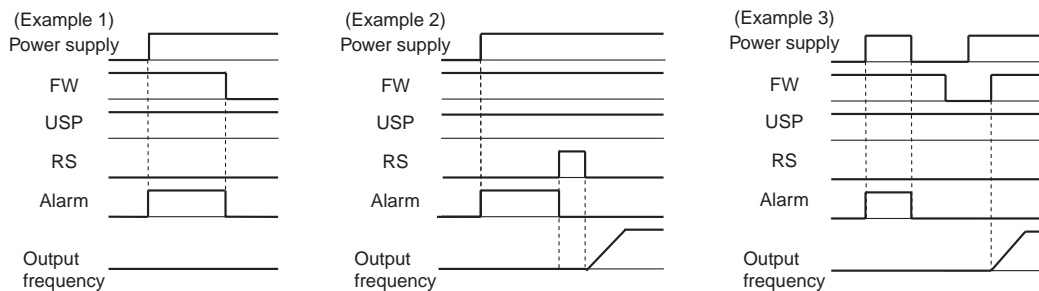 (Example 1)
Power supply
FW
USP
RS
Alarm
Output
frequency
(Example 2)
Power supply
FW
USP
RS
Alarm
Output
frequency
(Example 3)
Power supply
FW
USP
RS
Alarm
Output
frequency